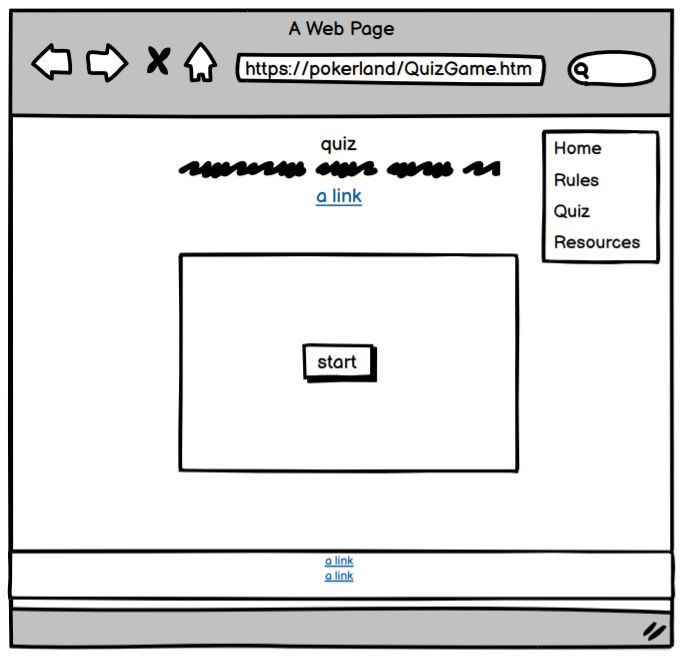 A Web Page
https://pokerland/QuizGame.htm
quiz
a link
Home
Rules
Quiz
Resources
start
a link
a link